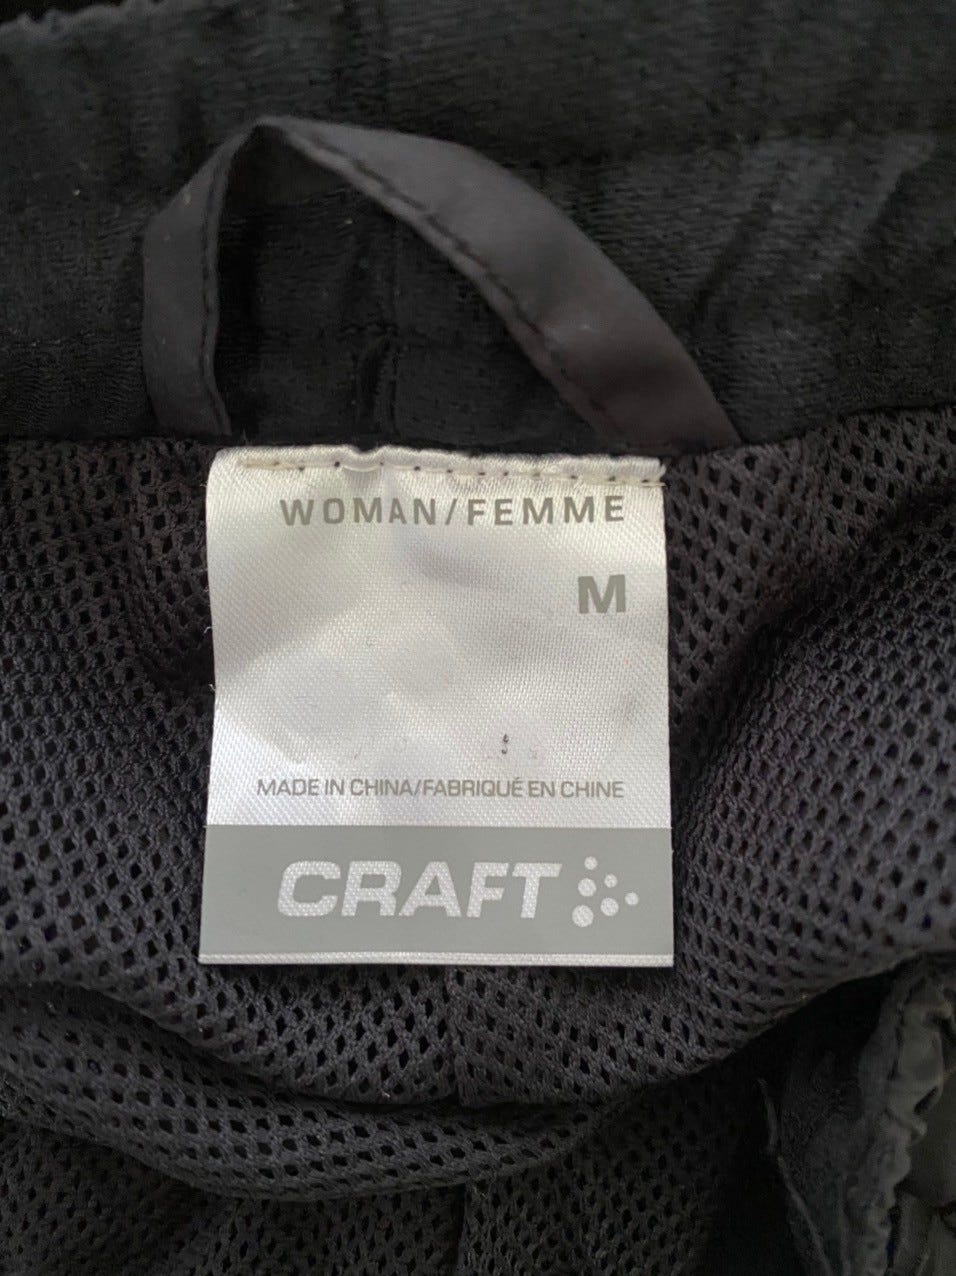 WOMAN/FEMME
M
MADE IN CHINA/FABRIQUÉ EN CHINE
CRAFT